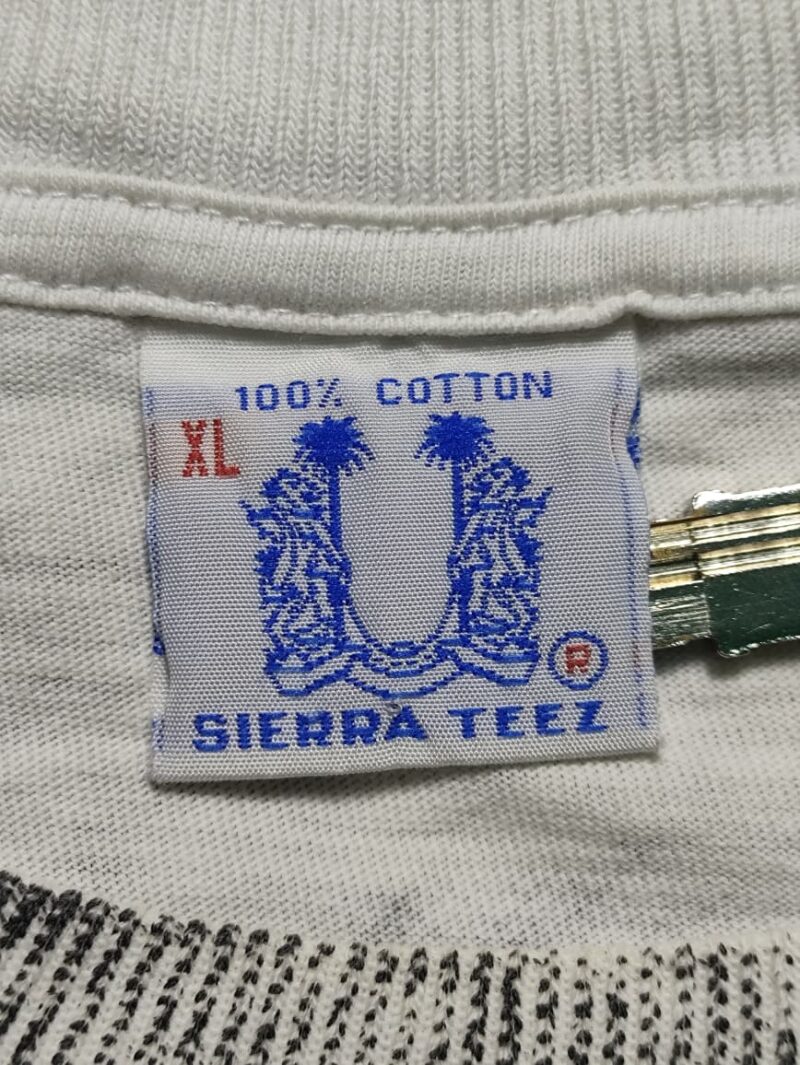 100% COTTON
XL
®
SIERRA TEEZ